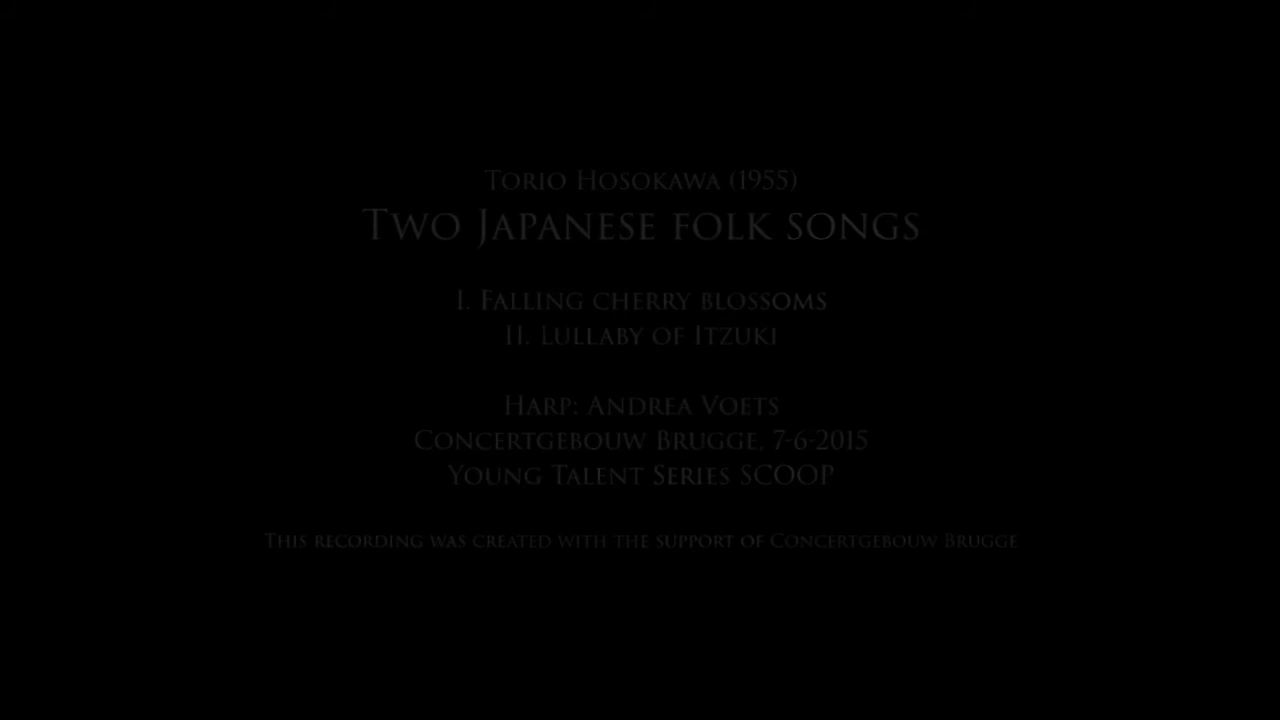 Torio Hosokawa (1955)
Two Japanese folk songs
I. Falling cherry blossoms
II. Lullaby of Itzuki
Harp: Andrea Voets
Concertgebouw Brugge, 7-6-2015
Young Talent Series SCOOP
This recording was created with the support of Concertgebouw Brugge